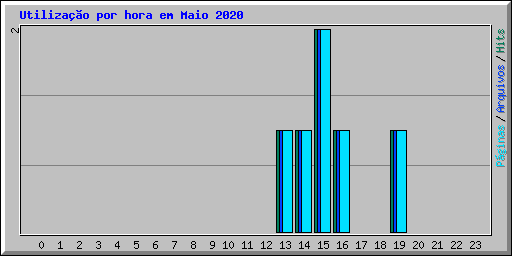 Utilização por hora em Maio 2020
2
Páginas / Arquivos / Hits
0 1 2 3 4 5 6 7 8 9 10 11 12 13 14 15 16 17 18 19 20 21 22 23